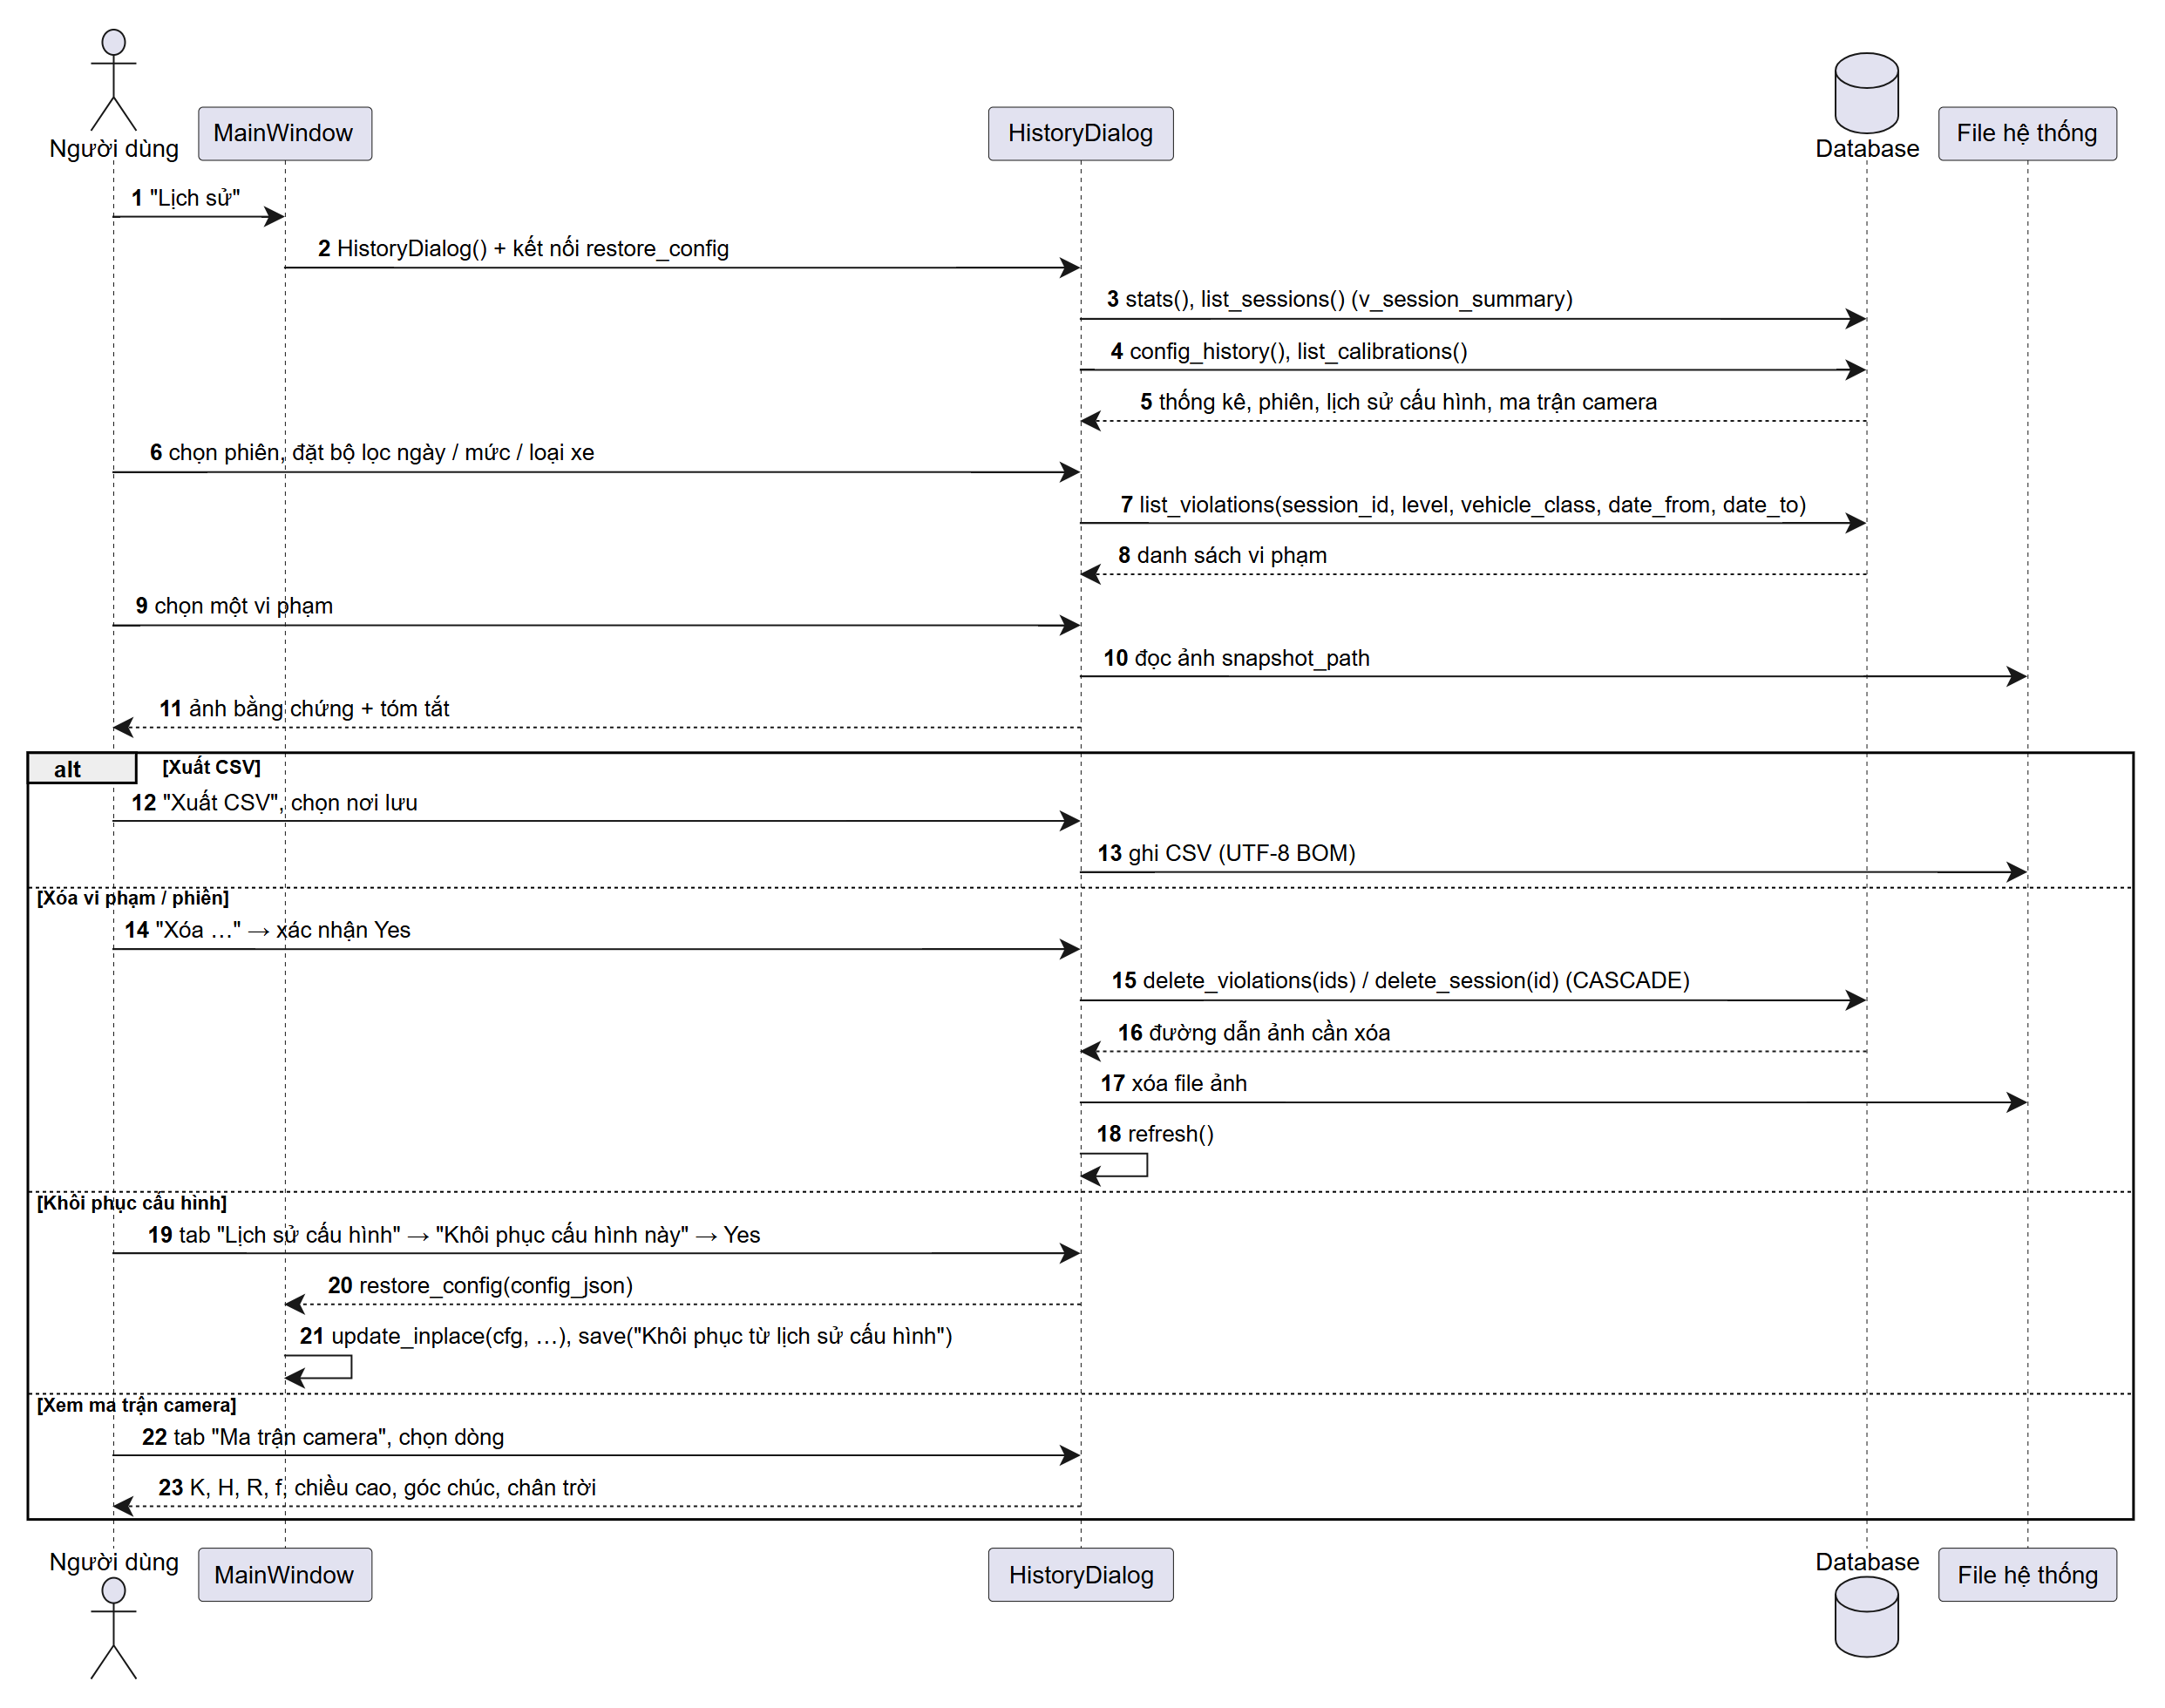 Người dùng
MainWindow
HistoryDialog
Database
File hệ thống
1 "Lịch sử"
2 HistoryDialog() + kết nối restore_config
3 stats(), list_sessions() (v_session_summary)
4 config_history(), list_calibrations()
5 thống kê, phiên, lịch sử cấu hình, ma trận camera
6 chọn phiên, đặt bộ lọc ngày / mức / loại xe
7 list_violations(session_id, level, vehicle_class, date_from, date_to)
8 danh sách vi phạm
9 chọn một vi phạm
10 đọc ảnh snapshot_path
11 ảnh bằng chứng + tóm tắt
alt
[Xuất CSV]
12 "Xuất CSV", chọn nơi lưu
13 ghi CSV (UTF-8 BOM)
[Xóa vi phạm / phiên]
14 "Xóa …" → xác nhận Yes
15 delete_violations(ids) / delete_session(id) (CASCADE)
16 đường dẫn ảnh cần xóa
17 xóa file ảnh
18 refresh()
[Khôi phục cấu hình]
19 tab "Lịch sử cấu hình" → "Khôi phục cấu hình này" → Yes
20 restore_config(config_json)
21 update_inplace(cfg, …), save("Khôi phục từ lịch sử cấu hình")
[Xem ma trận camera]
22 tab "Ma trận camera", chọn dòng
23 K, H, R, f, chiều cao, góc chúc, chân trời
Người dùng
MainWindow
HistoryDialog
Database
File hệ thống